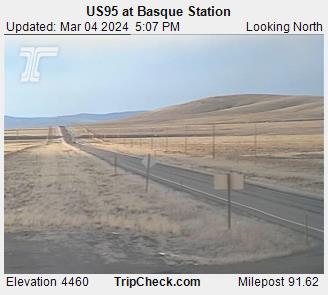 US95 at Basque Station
Updated: Mar 04 2024 5:07 PM Looking North
Elevation 4460 TripCheck.com Milepost 91.62